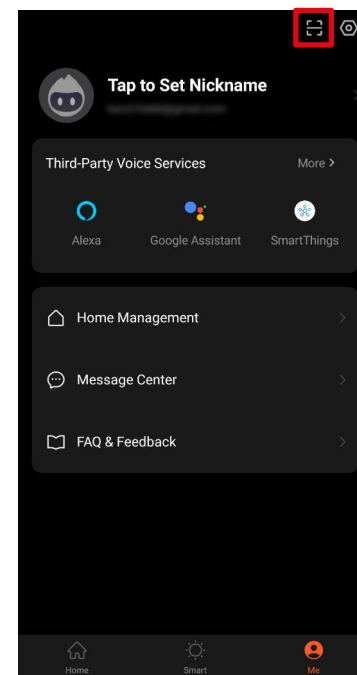 Tap to Set Nickname
Third-Party Voice Services More >
Alexa Google Assistant SmartThings
Home Management
Message Center
FAQ & Feedback
Home Smart Me